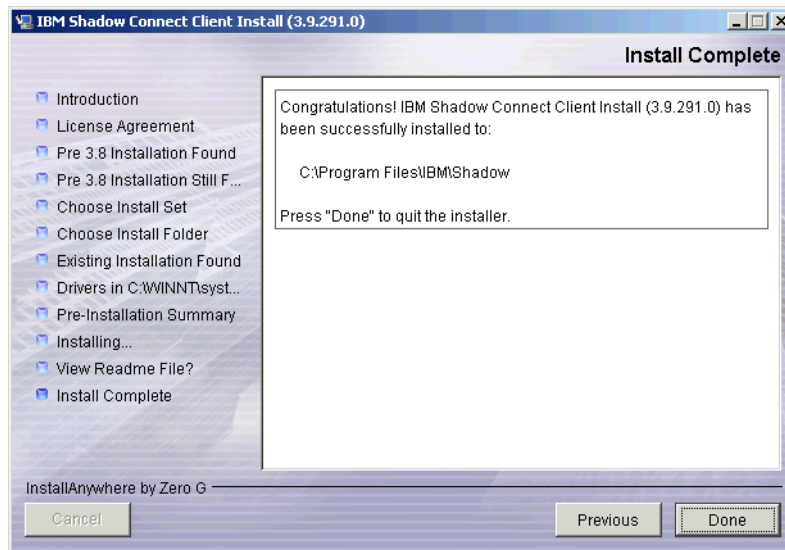 IBM Shadow Connect Client Install (3.9.291.0)
Install Complete
Introduction
License Agreement
Pre 3.8 Installation Found
Pre 3.8 Installation Still F...
Choose Install Set
Choose Install Folder
Existing Installation Found
Drivers in C:\WINNT\syst...
Pre-Installation Summary
Installing...
View Readme File?
Install Complete
Congratulations! IBM Shadow Connect Client Install (3.9.291.0) has
been successfully installed to:
C:\Program Files\IBM\Shadow
Press "Done" to quit the installer.
InstallAnywhere by Zero G
Cancel
Previous
Done